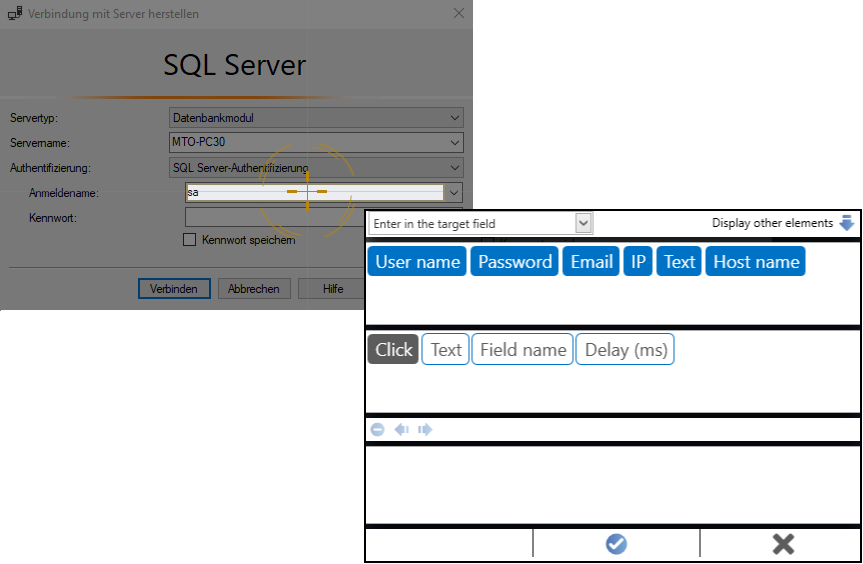 Verbindung mit Server herstellen
SQL Server
Servertyp: Datenbankmodul
Servername: MTO-PC30
Authentifizierung: SQL Server-Authentifizierung
Anmeldename: sa
Kennwort:
Kennwort speichern
Verbinden Abbrechen Hilfe
Enter in the target field Display other elements
User name Password Email IP Text Host name
Click Text Field name Delay (ms)